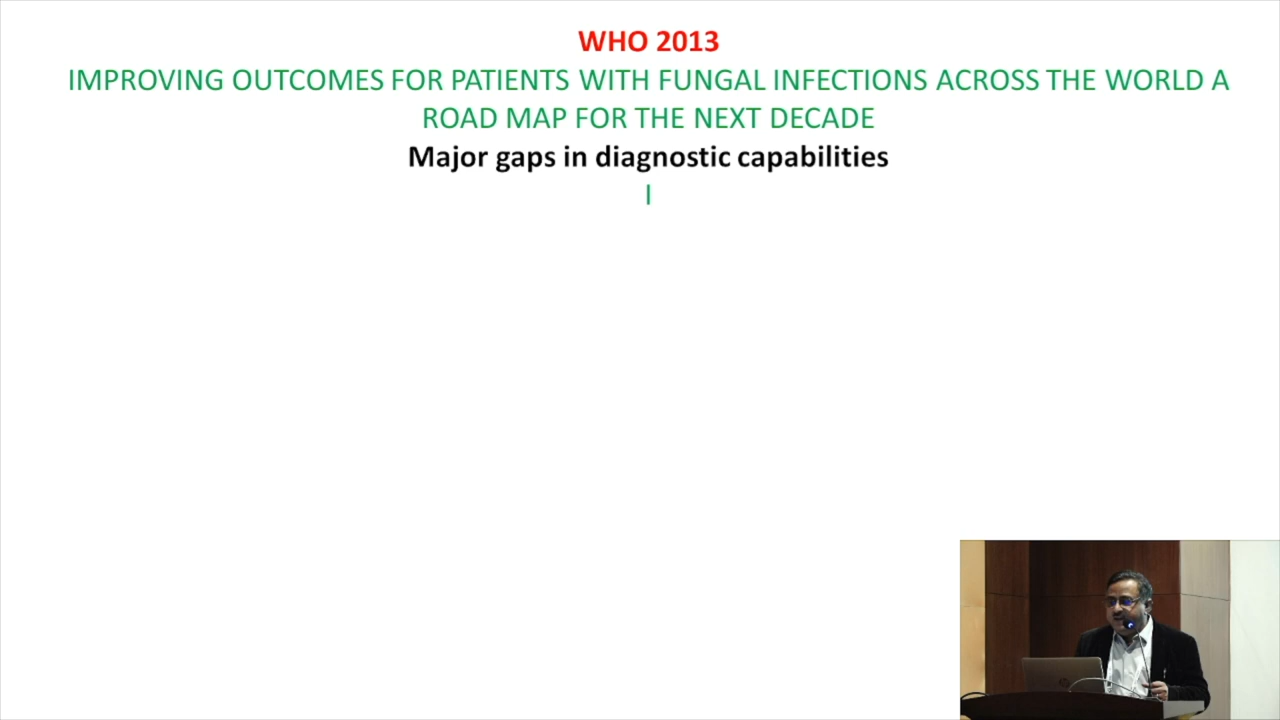 WHO 2013
IMPROVING OUTCOMES FOR PATIENTS WITH FUNGAL INFECTIONS ACROSS THE WORLD A
ROAD MAP FOR THE NEXT DECADE
Major gaps in diagnostic capabilities
I